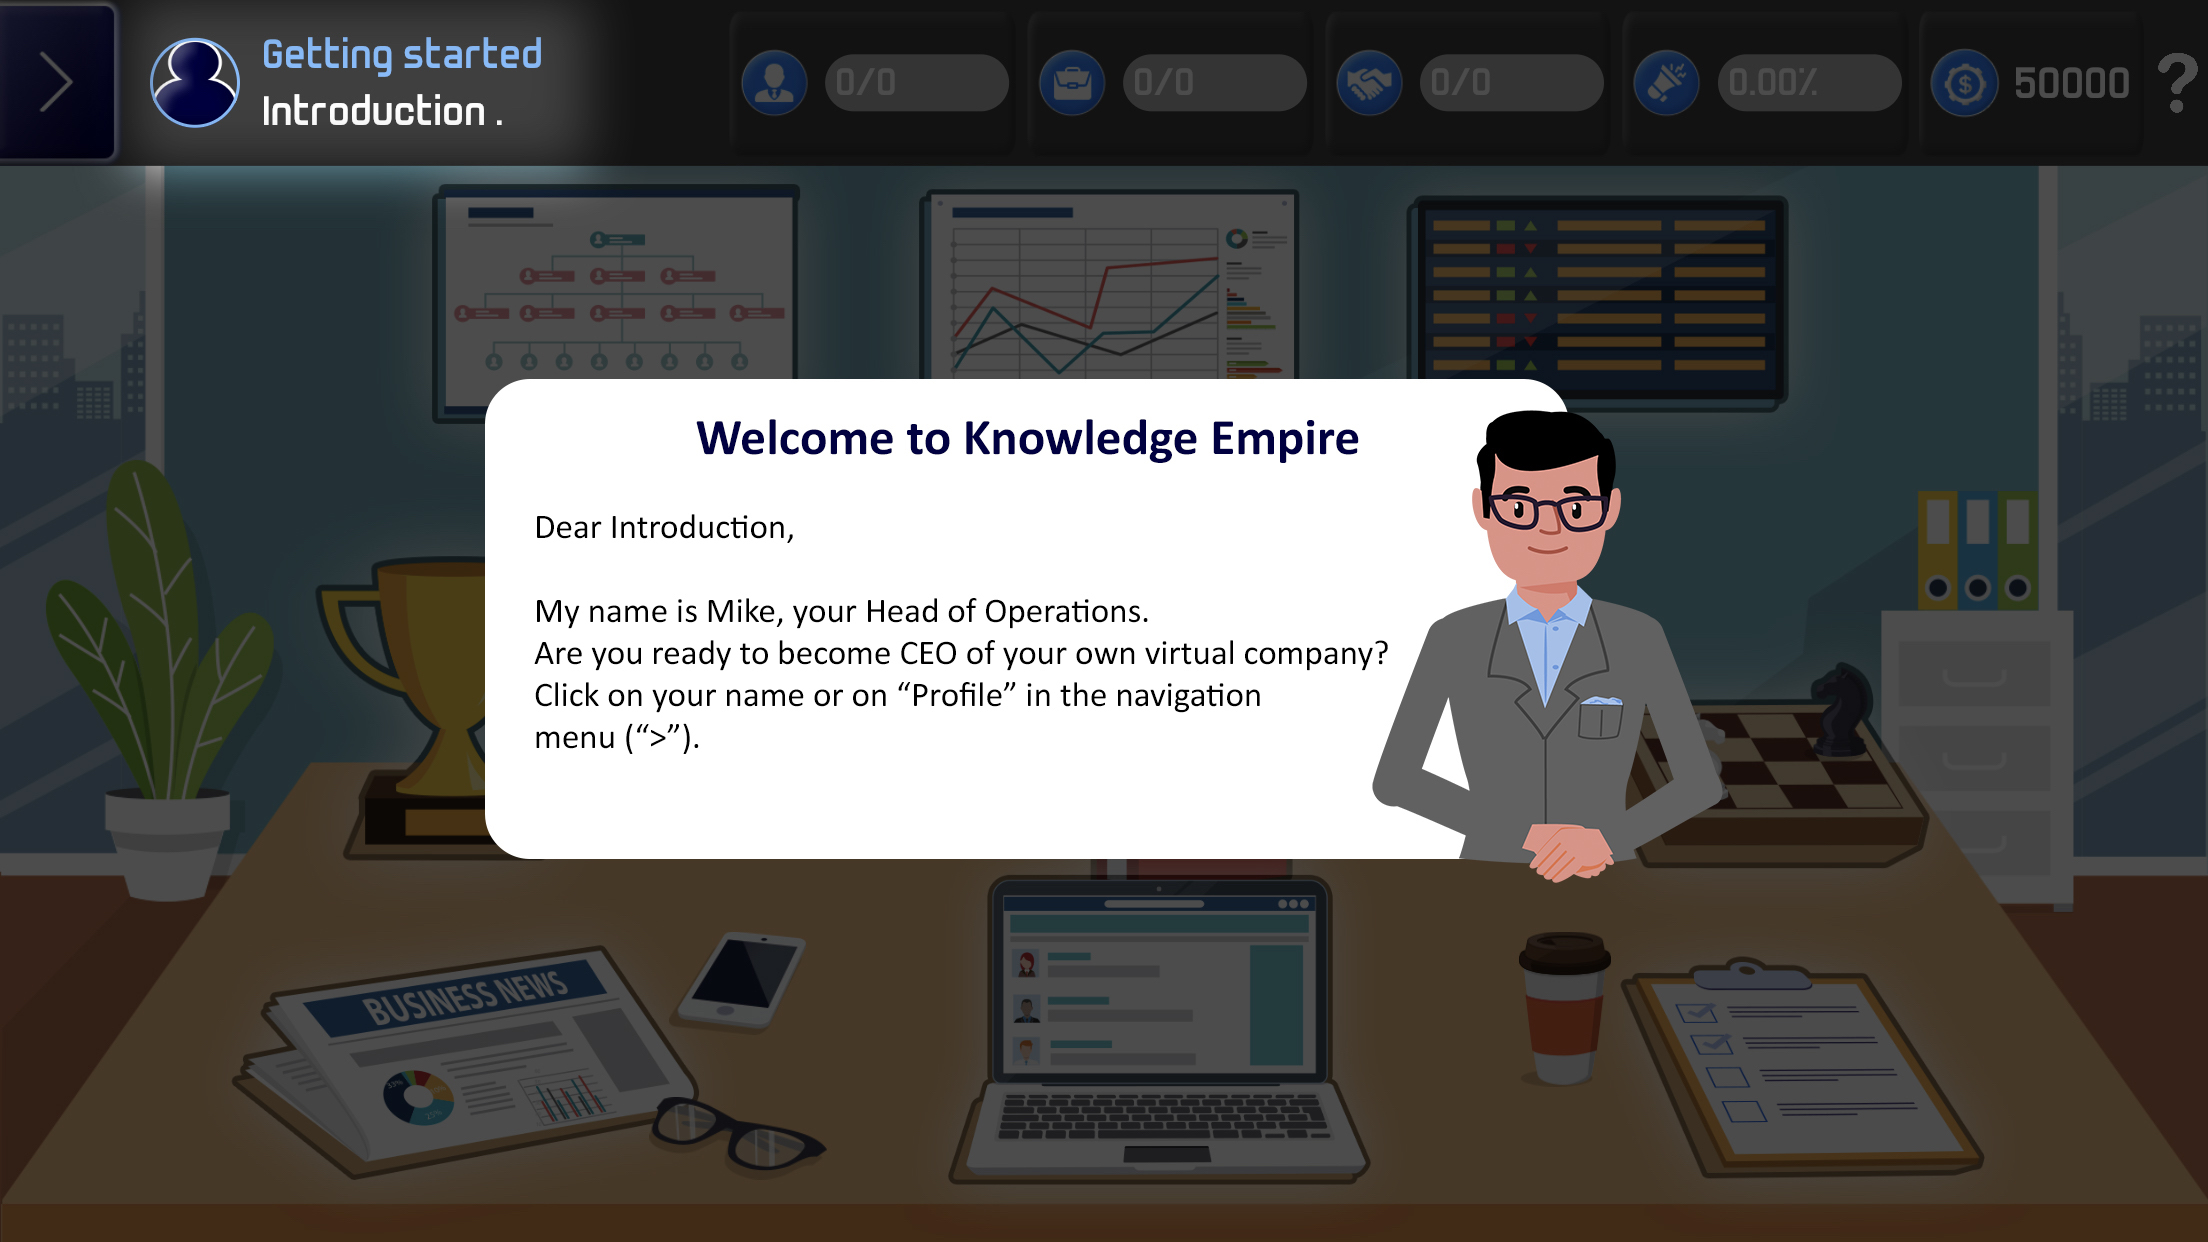 Getting started
Introduction .
0/0
0/0
0/0
0.00%
50000
?
Welcome to Knowledge Empire
Dear Introduction,
My name is Mike, your Head of Operations.
Are you ready to become CEO of your own virtual company?
Click on your name or on “Profile” in the navigation
menu (“>”).
BUSINESS NEWS